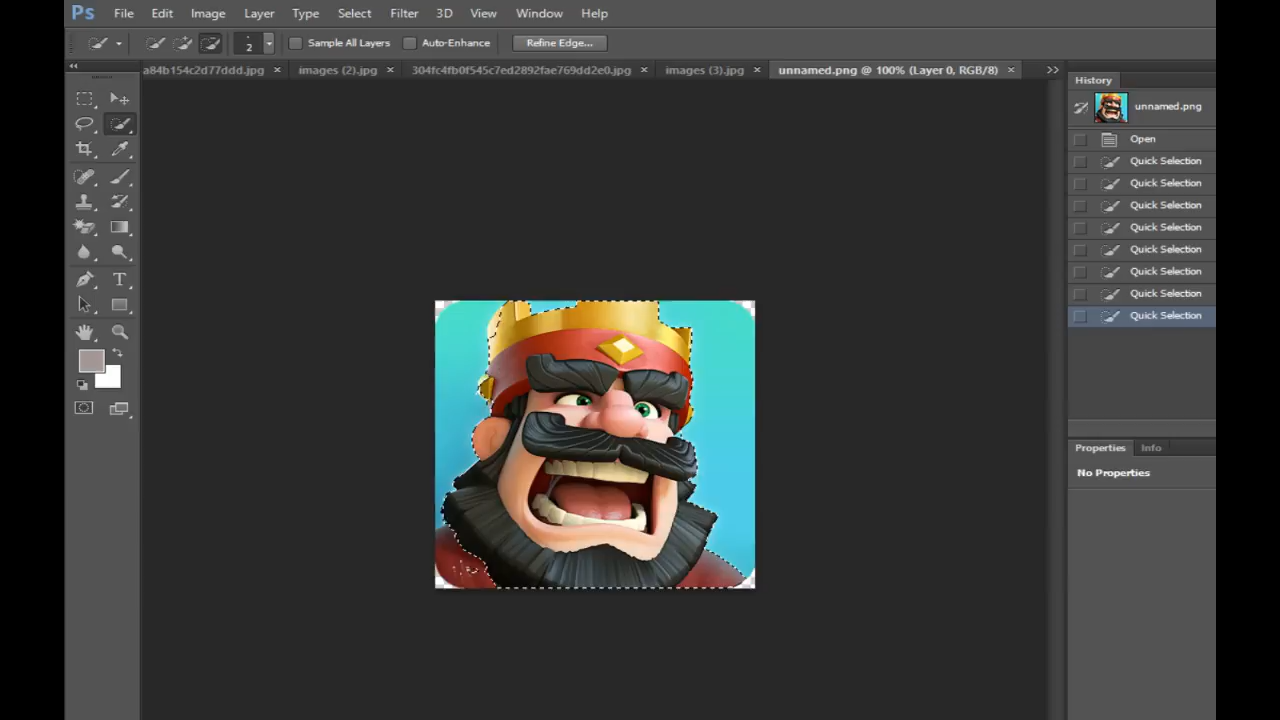 Ps File Edit Image Layer Type Select Filter 3D View Window Help
2 Sample All Layers Auto-Enhance Refine Edge...
a84b154c2d77ddd.jpg × images (2).jpg × 304fc4fb0f545c7ed2892fae769dd2e0.jpg × images (3).jpg × unnamed.png @ 100% (Layer 0, RGB/8) ×
History
unnamed.png
Open
Quick Selection
Quick Selection
Quick Selection
Quick Selection
Quick Selection
Quick Selection
Quick Selection
Quick Selection
Properties Info
No Properties